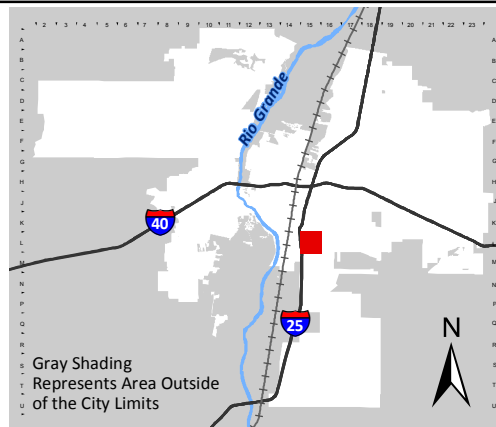 2 3 4 5 6 7 8 9 10 11 12 13 14 15 16 17 18 19 20 21 22 23
A A
B B
C C
D D
E E
F F
G G
H H
J J
K K
L L
M M
N N
P P
Q Q
R R
S S
T T
U U
Rio Grande
40
25
N
Gray Shading
Represents Area Outside
of the City Limits